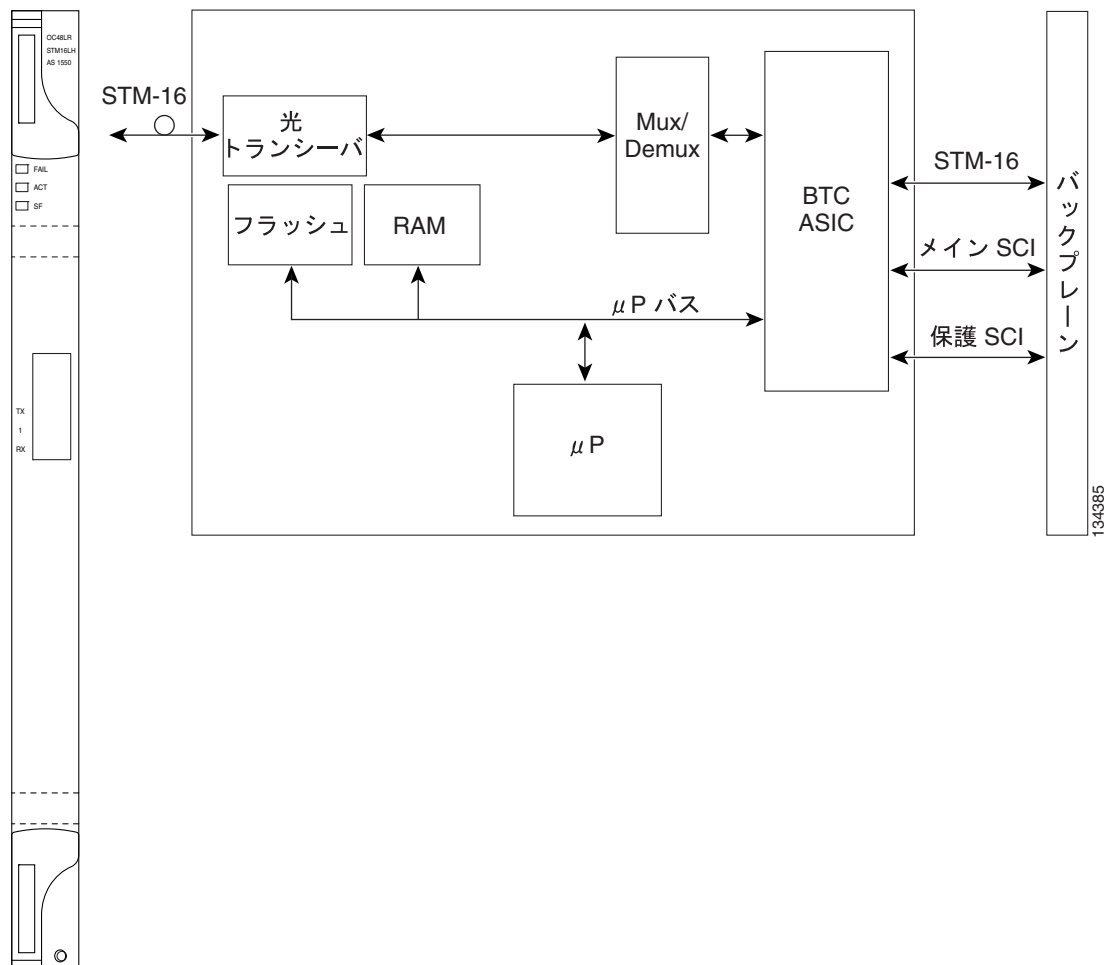 OC48LR
STM16LH
AS 1550
FAIL
ACT
SF
TX
1
RX
STM-16
光
トランシーバ
フラッシュ
RAM
Mux/
Demux
BTC
ASIC
μP バス
μP
STM-16
メイン SCI
保護 SCI
バックプレーン
134385